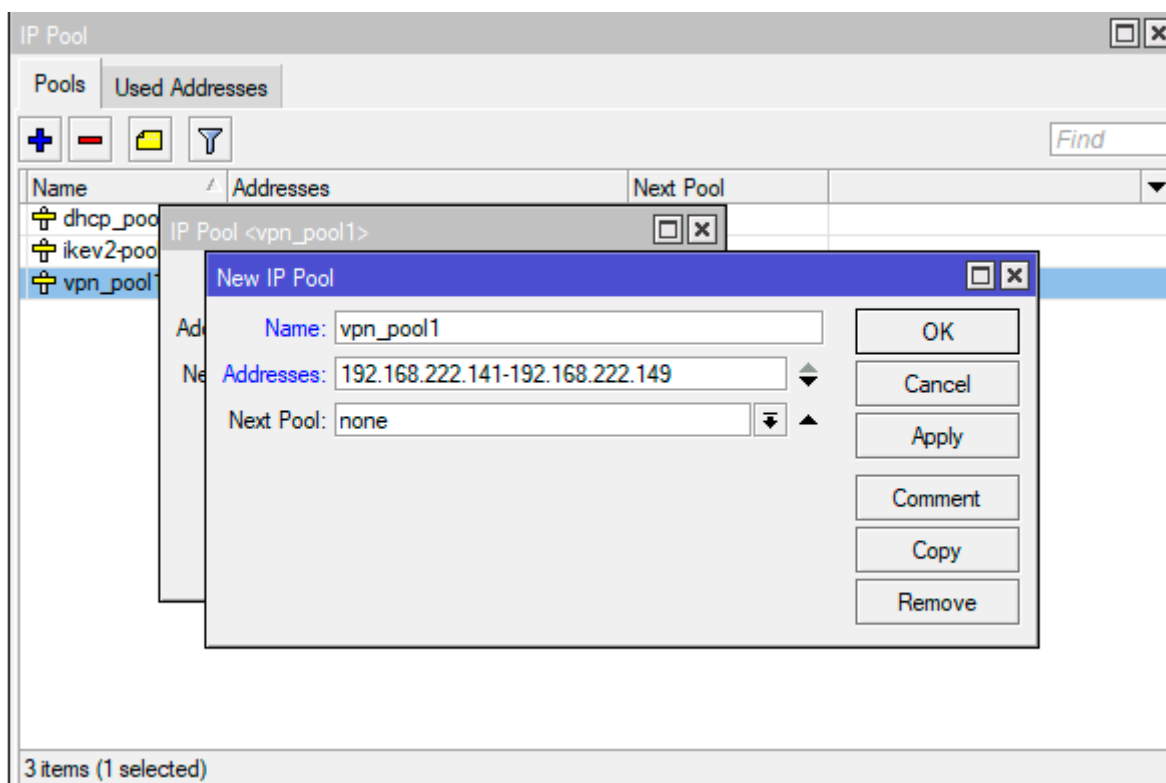 IP Pool
Pools Used Addresses
Find
Name Addresses Next Pool
dhcp_poo
ikev2-pool
vpn_pool1
IP Pool <vpn_pool1>
New IP Pool
Name: vpn_pool1
Addresses: 192.168.222.141-192.168.222.149
Next Pool: none
OK
Cancel
Apply
Comment
Copy
Remove
Add
Ne
3 items (1 selected)